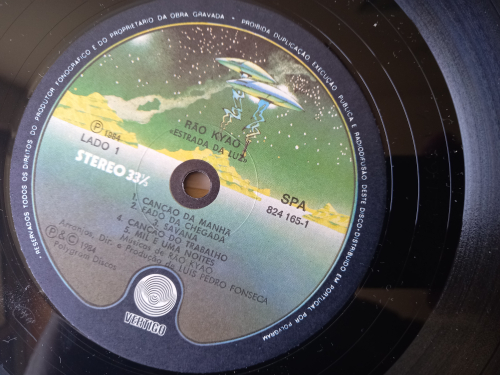 • RESERVADOS TODOS OS DIREITOS DO PRODUTOR FONOGRÁFICO E DO PROPRIETÁRIO DA OBRA GRAVADA • PROIBIDA DUPLICAÇÃO, EXECUÇÃO PÚBLICA E RADIODIFUSÃO DESTE DISCO • DISTRIBUÍDO EM PORTUGAL POR POLYGRAM
RÃO KYAO
«ESTRADA DA LUZ»
Ⓟ 1984
LADO 1
STEREO 33⅓
SPA
824 165-1
1. CANÇÃO DA MANHÃ
2. FADO DA CHEGADA
3. SAVANA
4. CANÇÃO DO TRABALHO
5. MIL E UMA NOITES
Músicas de RÃO KYAO
Arranj., Dir. e Produção de LUÍS PEDRO FONSECA
Ⓟ & © 1984
Polygram Discos
VERTIGO